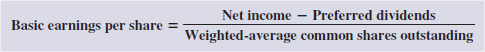 Basic earnings per share = Net income − Preferred dividends
Weighted-average common shares outstanding